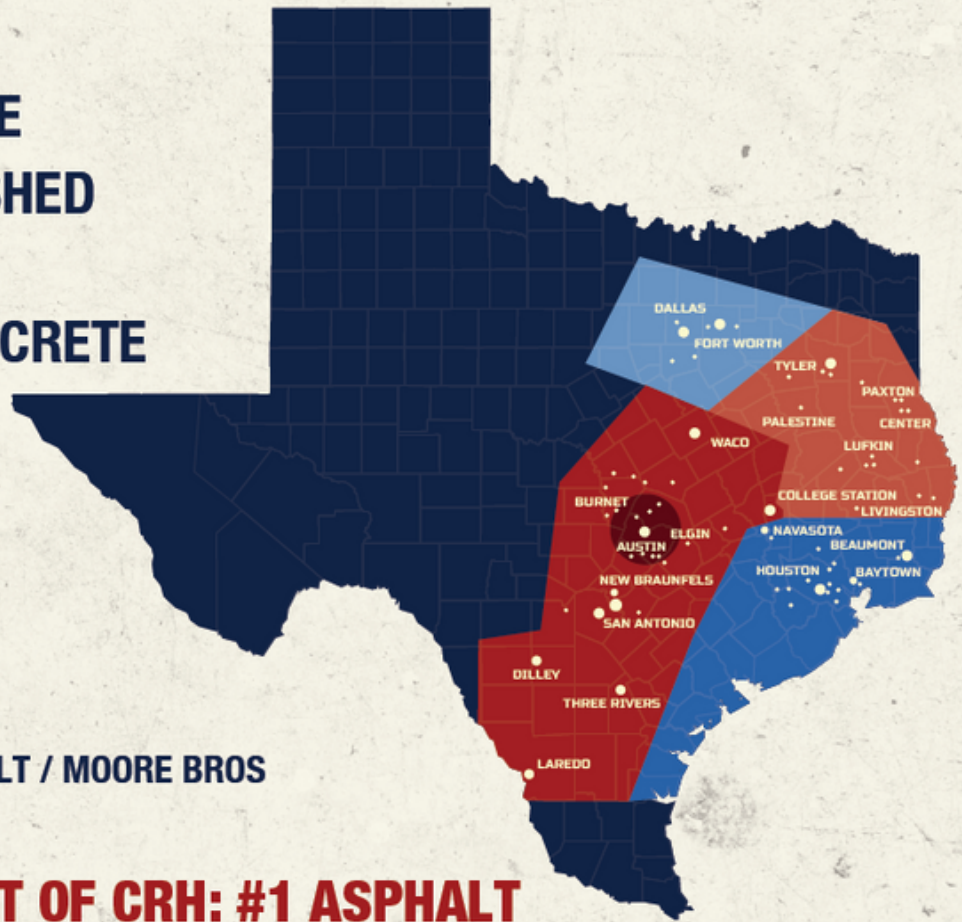 E
SHED
CRETE
DALLAS
FORT WORTH
TYLER
PAXTON
PALESTINE
CENTER
WACO
LUFKIN
BURNET
COLLEGE STATION
LIVINGSTON
ELGIN
NAVASOTA
AUSTIN
BEAUMONT
HOUSTON
BAYTOWN
NEW BRAUNFELS
SAN ANTONIO
DILLEY
THREE RIVERS
LAREDO
LT / MOORE BROS
T OF CRH: #1 ASPHALT